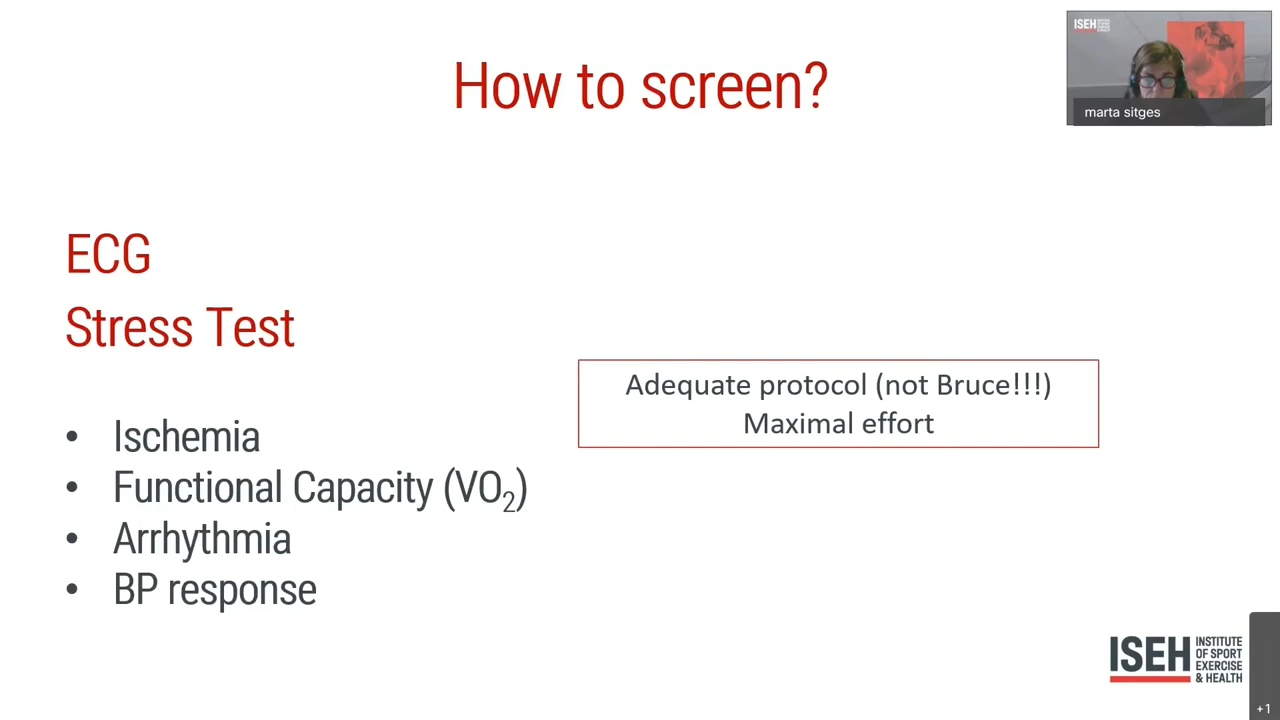 How to screen?
ISEH
marta sitges
ECG
Stress Test
Adequate protocol (not Bruce!!!)
Maximal effort
• Ischemia
• Functional Capacity (VO₂)
• Arrhythmia
• BP response
ISEH
INSTITUTE
OF SPORT
EXERCISE
& HEALTH
+1